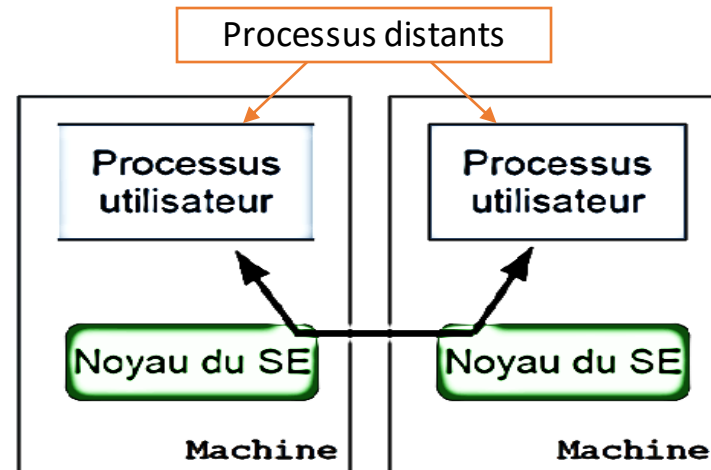 Processus distants
Processus
utilisateur
Processus
utilisateur
Noyau du SE
Noyau du SE
Machine
Machine